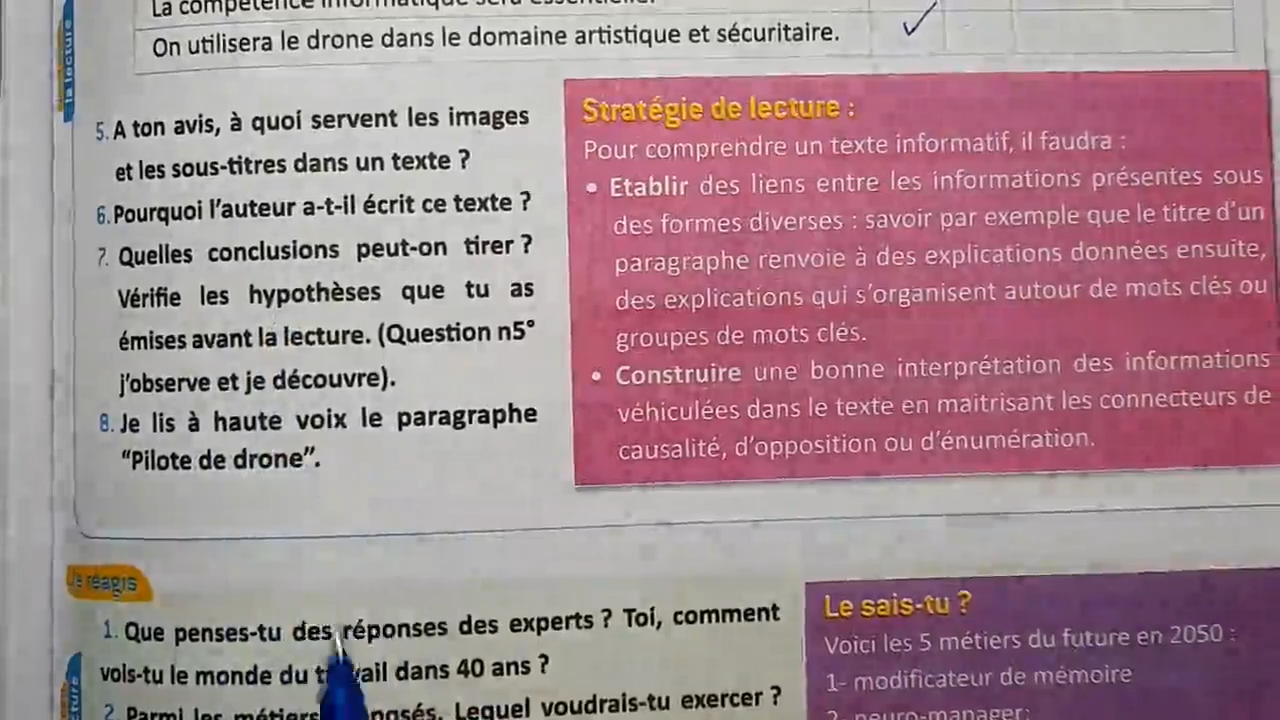 La compétence informatique sera essentielle.
On utilisera le drone dans le domaine artistique et sécuritaire.
la lecture
5. A ton avis, à quoi servent les images
et les sous-titres dans un texte ?
6. Pourquoi l'auteur a-t-il écrit ce texte ?
7. Quelles conclusions peut-on tirer ?
Vérifie les hypothèses que tu as
émises avant la lecture. (Question n5°
j'observe et je découvre).
8. Je lis à haute voix le paragraphe
"Pilote de drone".
Stratégie de lecture :
Pour comprendre un texte informatif, il faudra :
• Etablir des liens entre les informations présentes sous
des formes diverses : savoir par exemple que le titre d'un
paragraphe renvoie à des explications données ensuite,
des explications qui s'organisent autour de mots clés ou
groupes de mots clés.
• Construire une bonne interprétation des informations
véhiculées dans le texte en maitrisant les connecteurs de
causalité, d'opposition ou d'énumération.
Je réagis
1. Que penses-tu des réponses des experts ? Toi, comment
vois-tu le monde du travail dans 40 ans ?
2. Parmi les métiers Lequel voudrais-tu exercer ?
Le sais-tu ?
Voici les 5 métiers du future en 2050 :
1- modificateur de mémoire
2- neuro-manager;